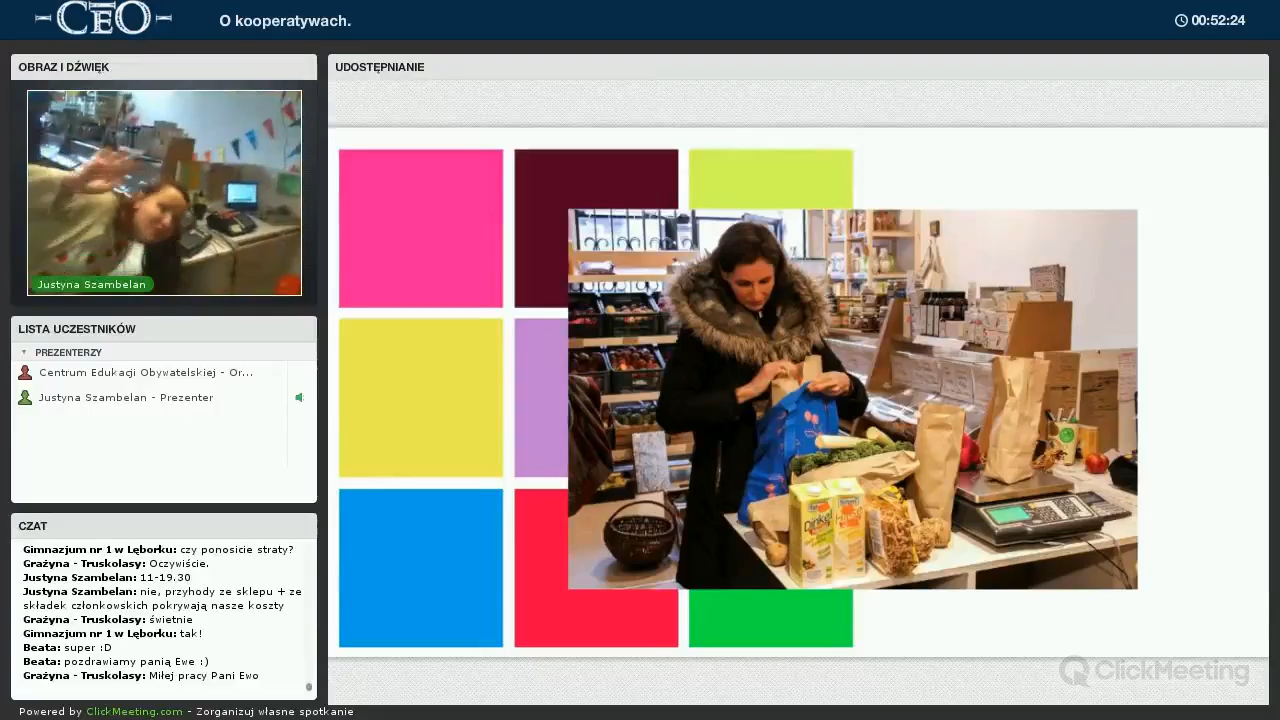 CEO
O kooperatywach.
00:52:24
OBRAZ I DŹWIĘK
UDOSTĘPNIANIE
Justyna Szambelan
LISTA UCZESTNIKÓW
PREZENTERZY
Centrum Edukacji Obywatelskiej - Or...
Justyna Szambelan - Prezenter
CZAT
Gimnazjum nr 1 w Lęborku: czy ponosicie straty?
Grażyna - Truskolasy: Oczywiście.
Justyna Szambelan: 11-19.30
Justyna Szambelan: nie, przyhody ze sklepu + ze
składek członkowskich pokrywają nasze koszty
Grażyna - Truskolasy: świetnie
Gimnazjum nr 1 w Lęborku: tak!
Beata: super :D
Beata: pozdrawiamy panią Ewe :)
Grażyna - Truskolasy: Miłej pracy Pani Ewo
Dinkel
ClickMeeting
Powered by ClickMeeting.com - Zorganizuj własne spotkanie